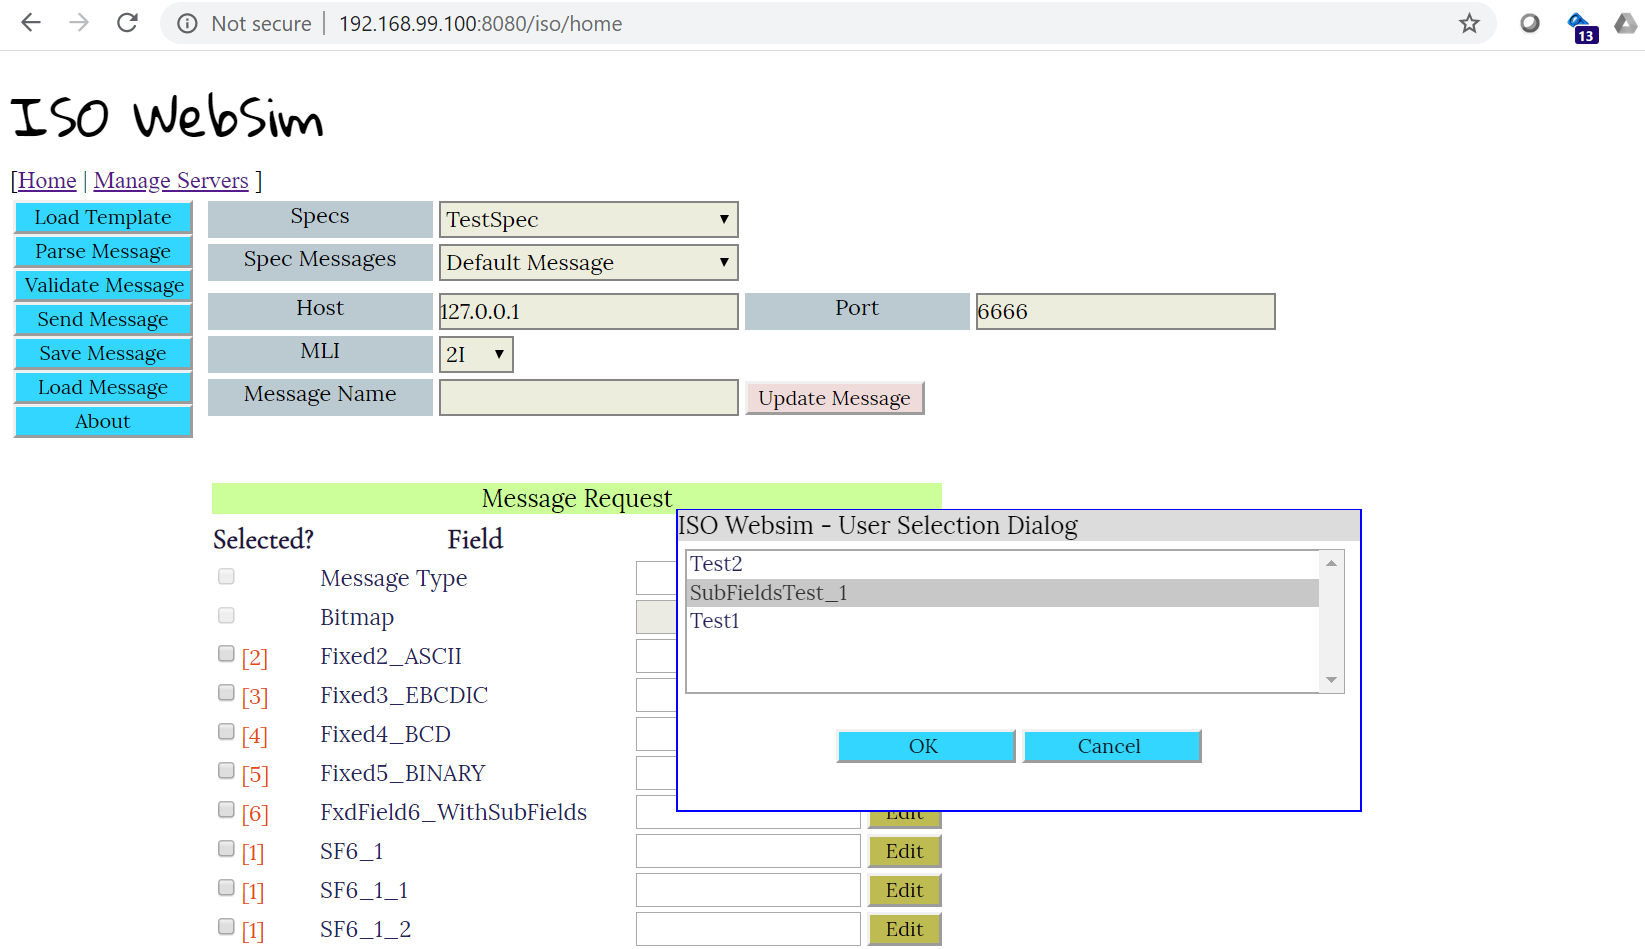 Not secure | 192.168.99.100:8080/iso/home
13
ISO WebSim
[Home | Manage Servers ]
Load Template
Parse Message
Validate Message
Send Message
Save Message
Load Message
About
Specs TestSpec
Spec Messages Default Message
Host 127.0.0.1 Port 6666
MLI 2I
Message Name Update Message
Message Request
Selected? Field
Message Type
Bitmap
[2] Fixed2_ASCII
[3] Fixed3_EBCDIC
[4] Fixed4_BCD
[5] Fixed5_BINARY
[6] FxdField6_WithSubFields Edit
[1] SF6_1 Edit
[1] SF6_1_1 Edit
[1] SF6_1_2 Edit
ISO Websim - User Selection Dialog
Test2
SubFieldsTest_1
Test1
OK Cancel